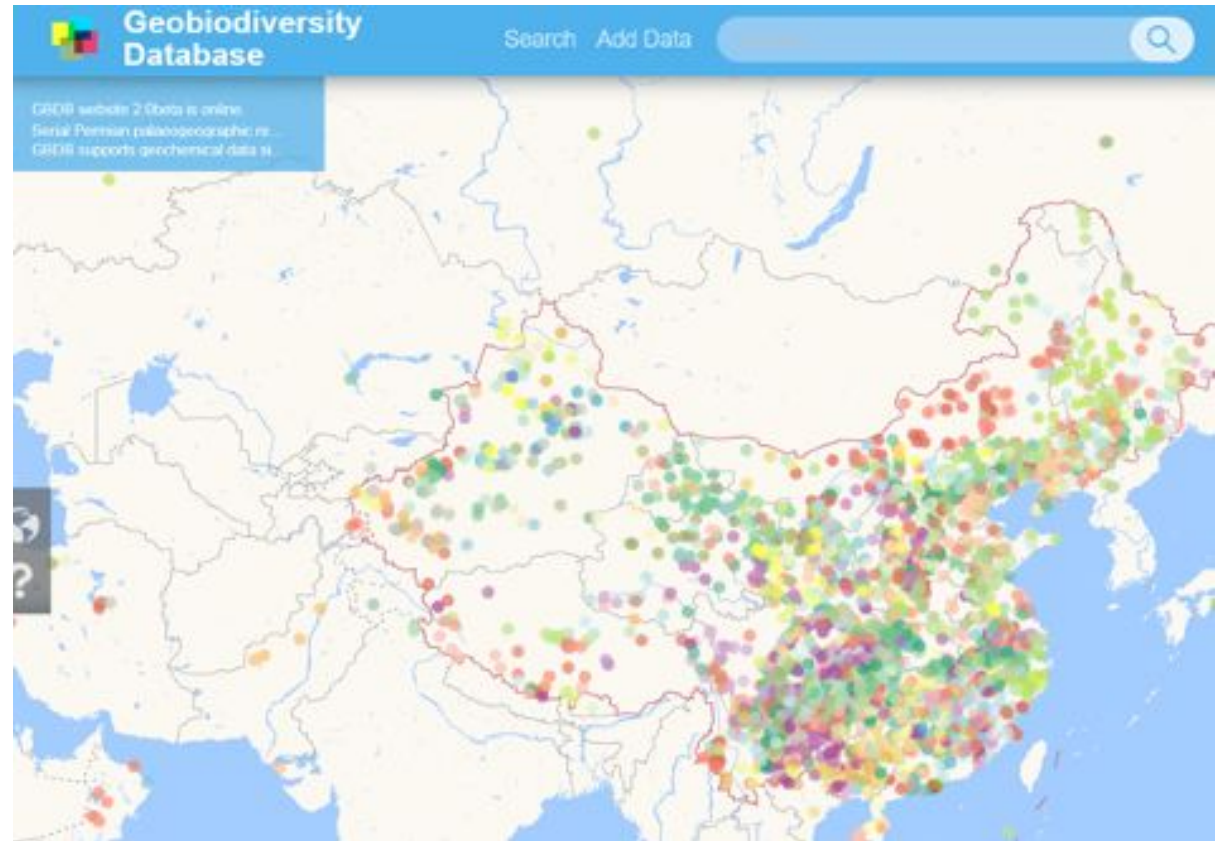 Geobiodiversity
Database
Search Add Data
GBDB website 2.0beta is online.
Serial Permian palaeogeographic re...
GBDB supports geochemical data si...
?